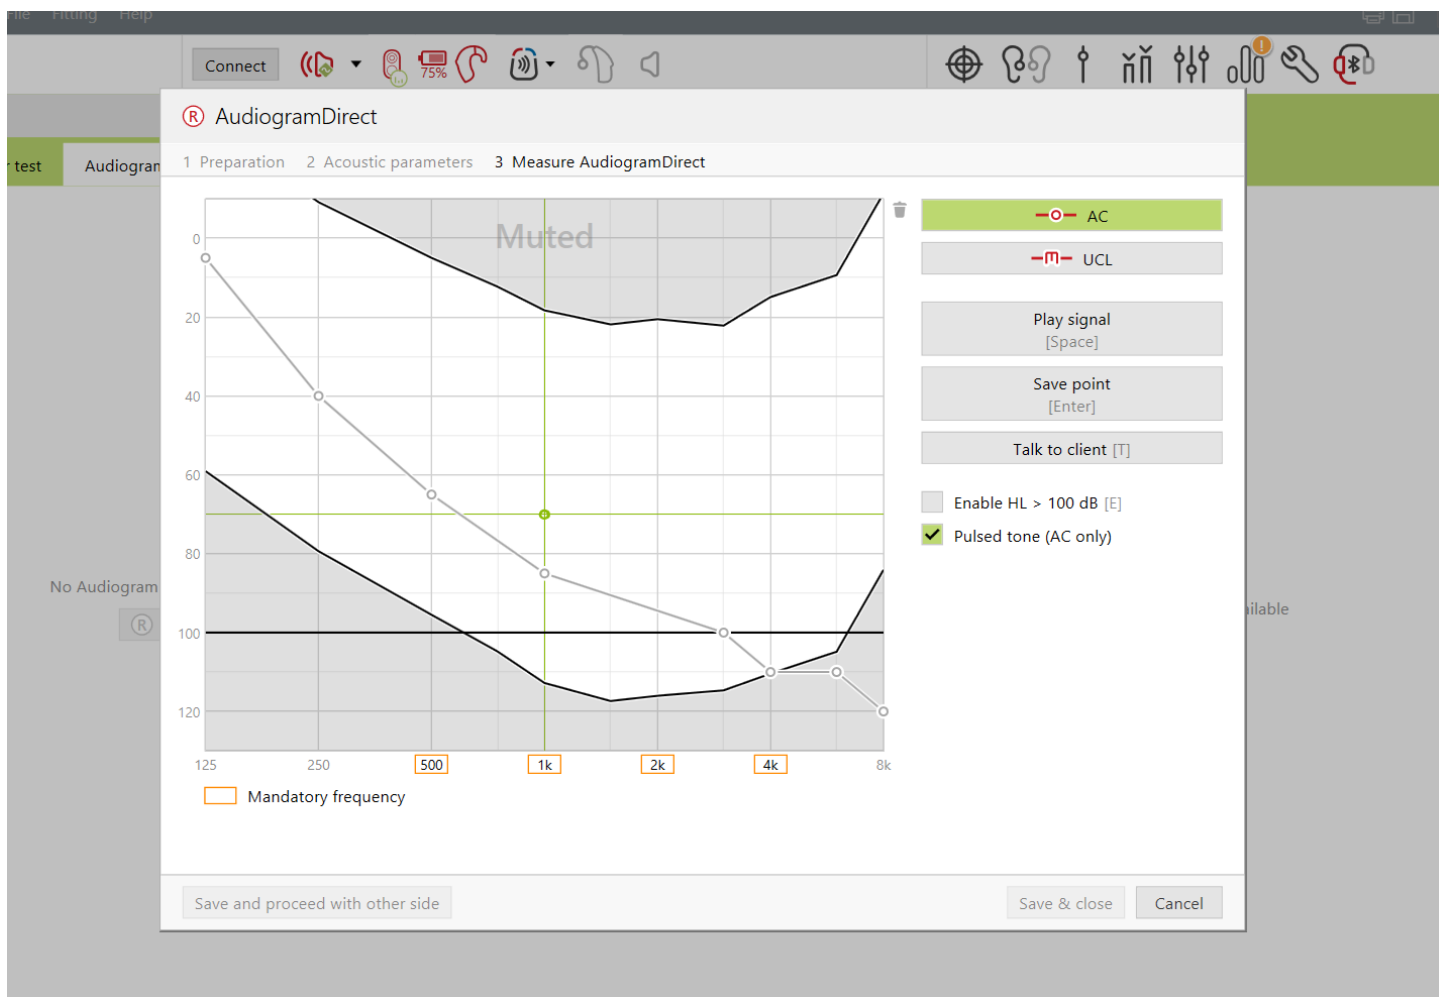 File Fitting Help
Connect
75%
® AudiogramDirect
1 Preparation 2 Acoustic parameters 3 Measure AudiogramDirect
test
Audiogram
Muted
0
20
40
60
80
100
120
125 250 500 1k 2k 4k 8k
Mandatory frequency
AC
UCL
Play signal
[Space]
Save point
[Enter]
Talk to client [T]
Enable HL > 100 dB [E]
Pulsed tone (AC only)
No Audiogram
®
ilable
Save and proceed with other side
Save & close
Cancel